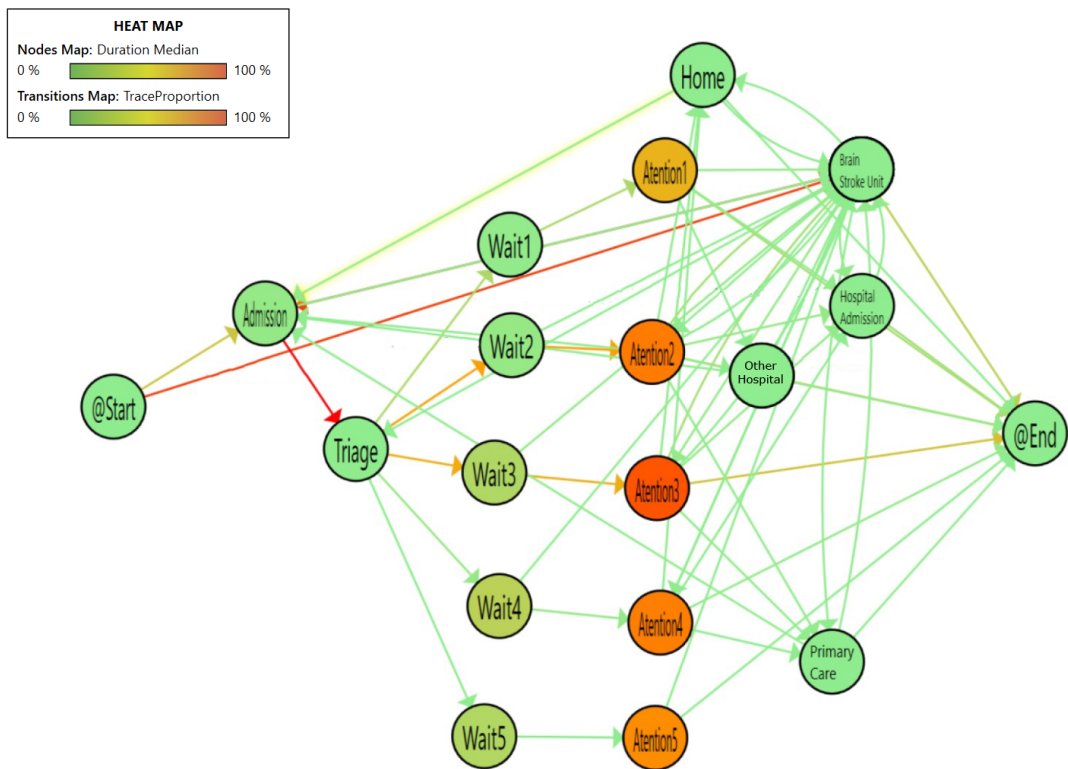 HEAT MAP
Nodes Map: Duration Median
0 % 100 %
Transitions Map: TraceProportion
0 % 100 %
Home
Atention1
Brain
Stroke Unit
Wait1
Admission
Hospital
Admission
Wait2
Atention2
Other
Hospital
@Start
Triage
@End
Wait3
Atention3
Wait4
Atention4
Primary
Care
Wait5
Atention5